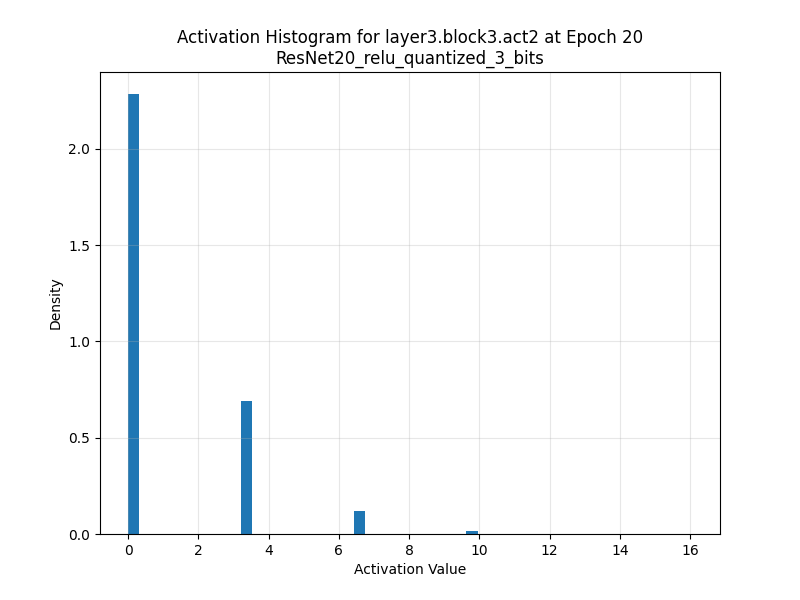 Activation Histogram for layer3.block3.act2 at Epoch 20
ResNet20_relu_quantized_3_bits
2.0
1.5
1.0
0.5
0.0
Density
0 2 4 6 8 10 12 14 16
Activation Value